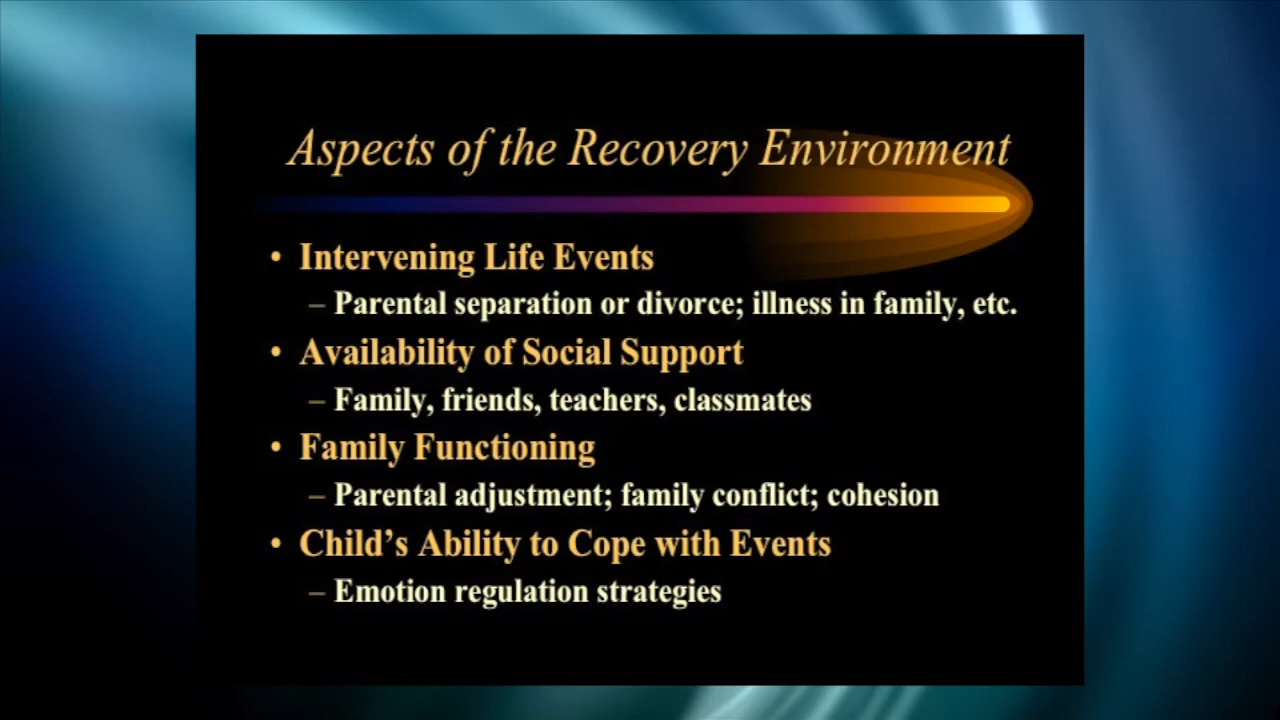 Aspects of the Recovery Environment
• Intervening Life Events
– Parental separation or divorce; illness in family, etc.
• Availability of Social Support
– Family, friends, teachers, classmates
• Family Functioning
– Parental adjustment; family conflict; cohesion
• Child’s Ability to Cope with Events
– Emotion regulation strategies